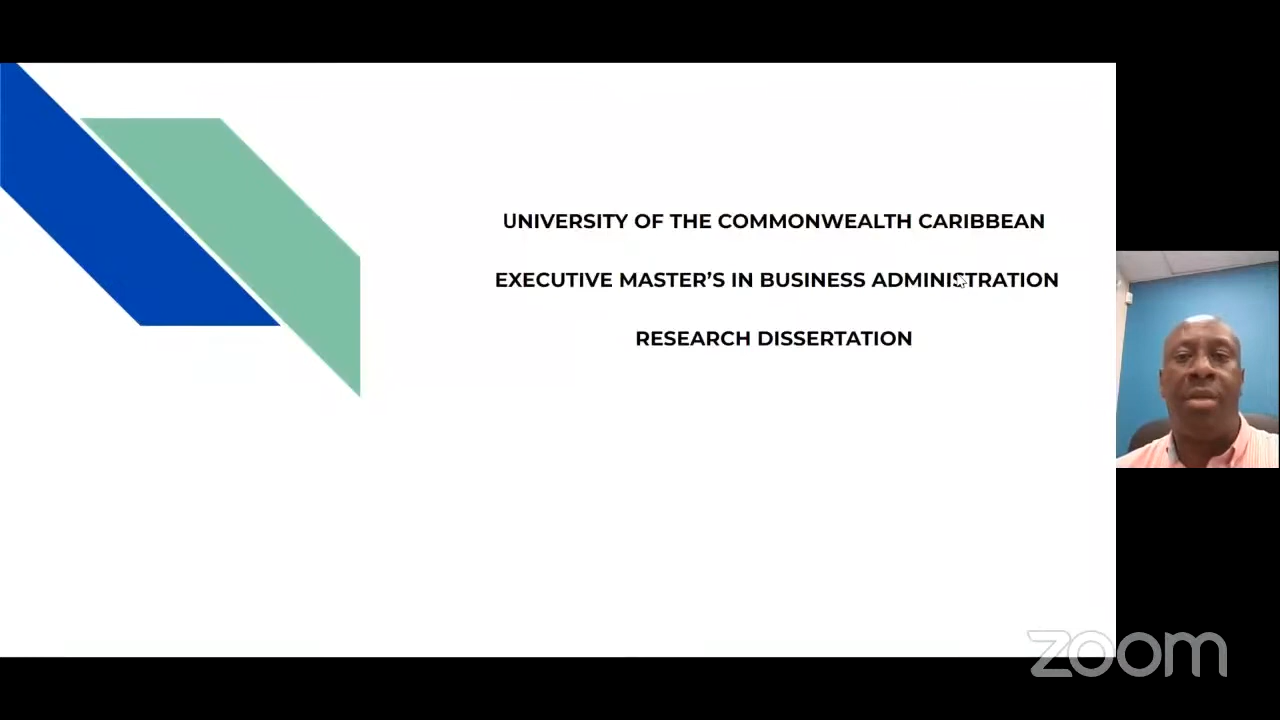 UNIVERSITY OF THE COMMONWEALTH CARIBBEAN
EXECUTIVE MASTER’S IN BUSINESS ADMINISTRATION
RESEARCH DISSERTATION
zoom